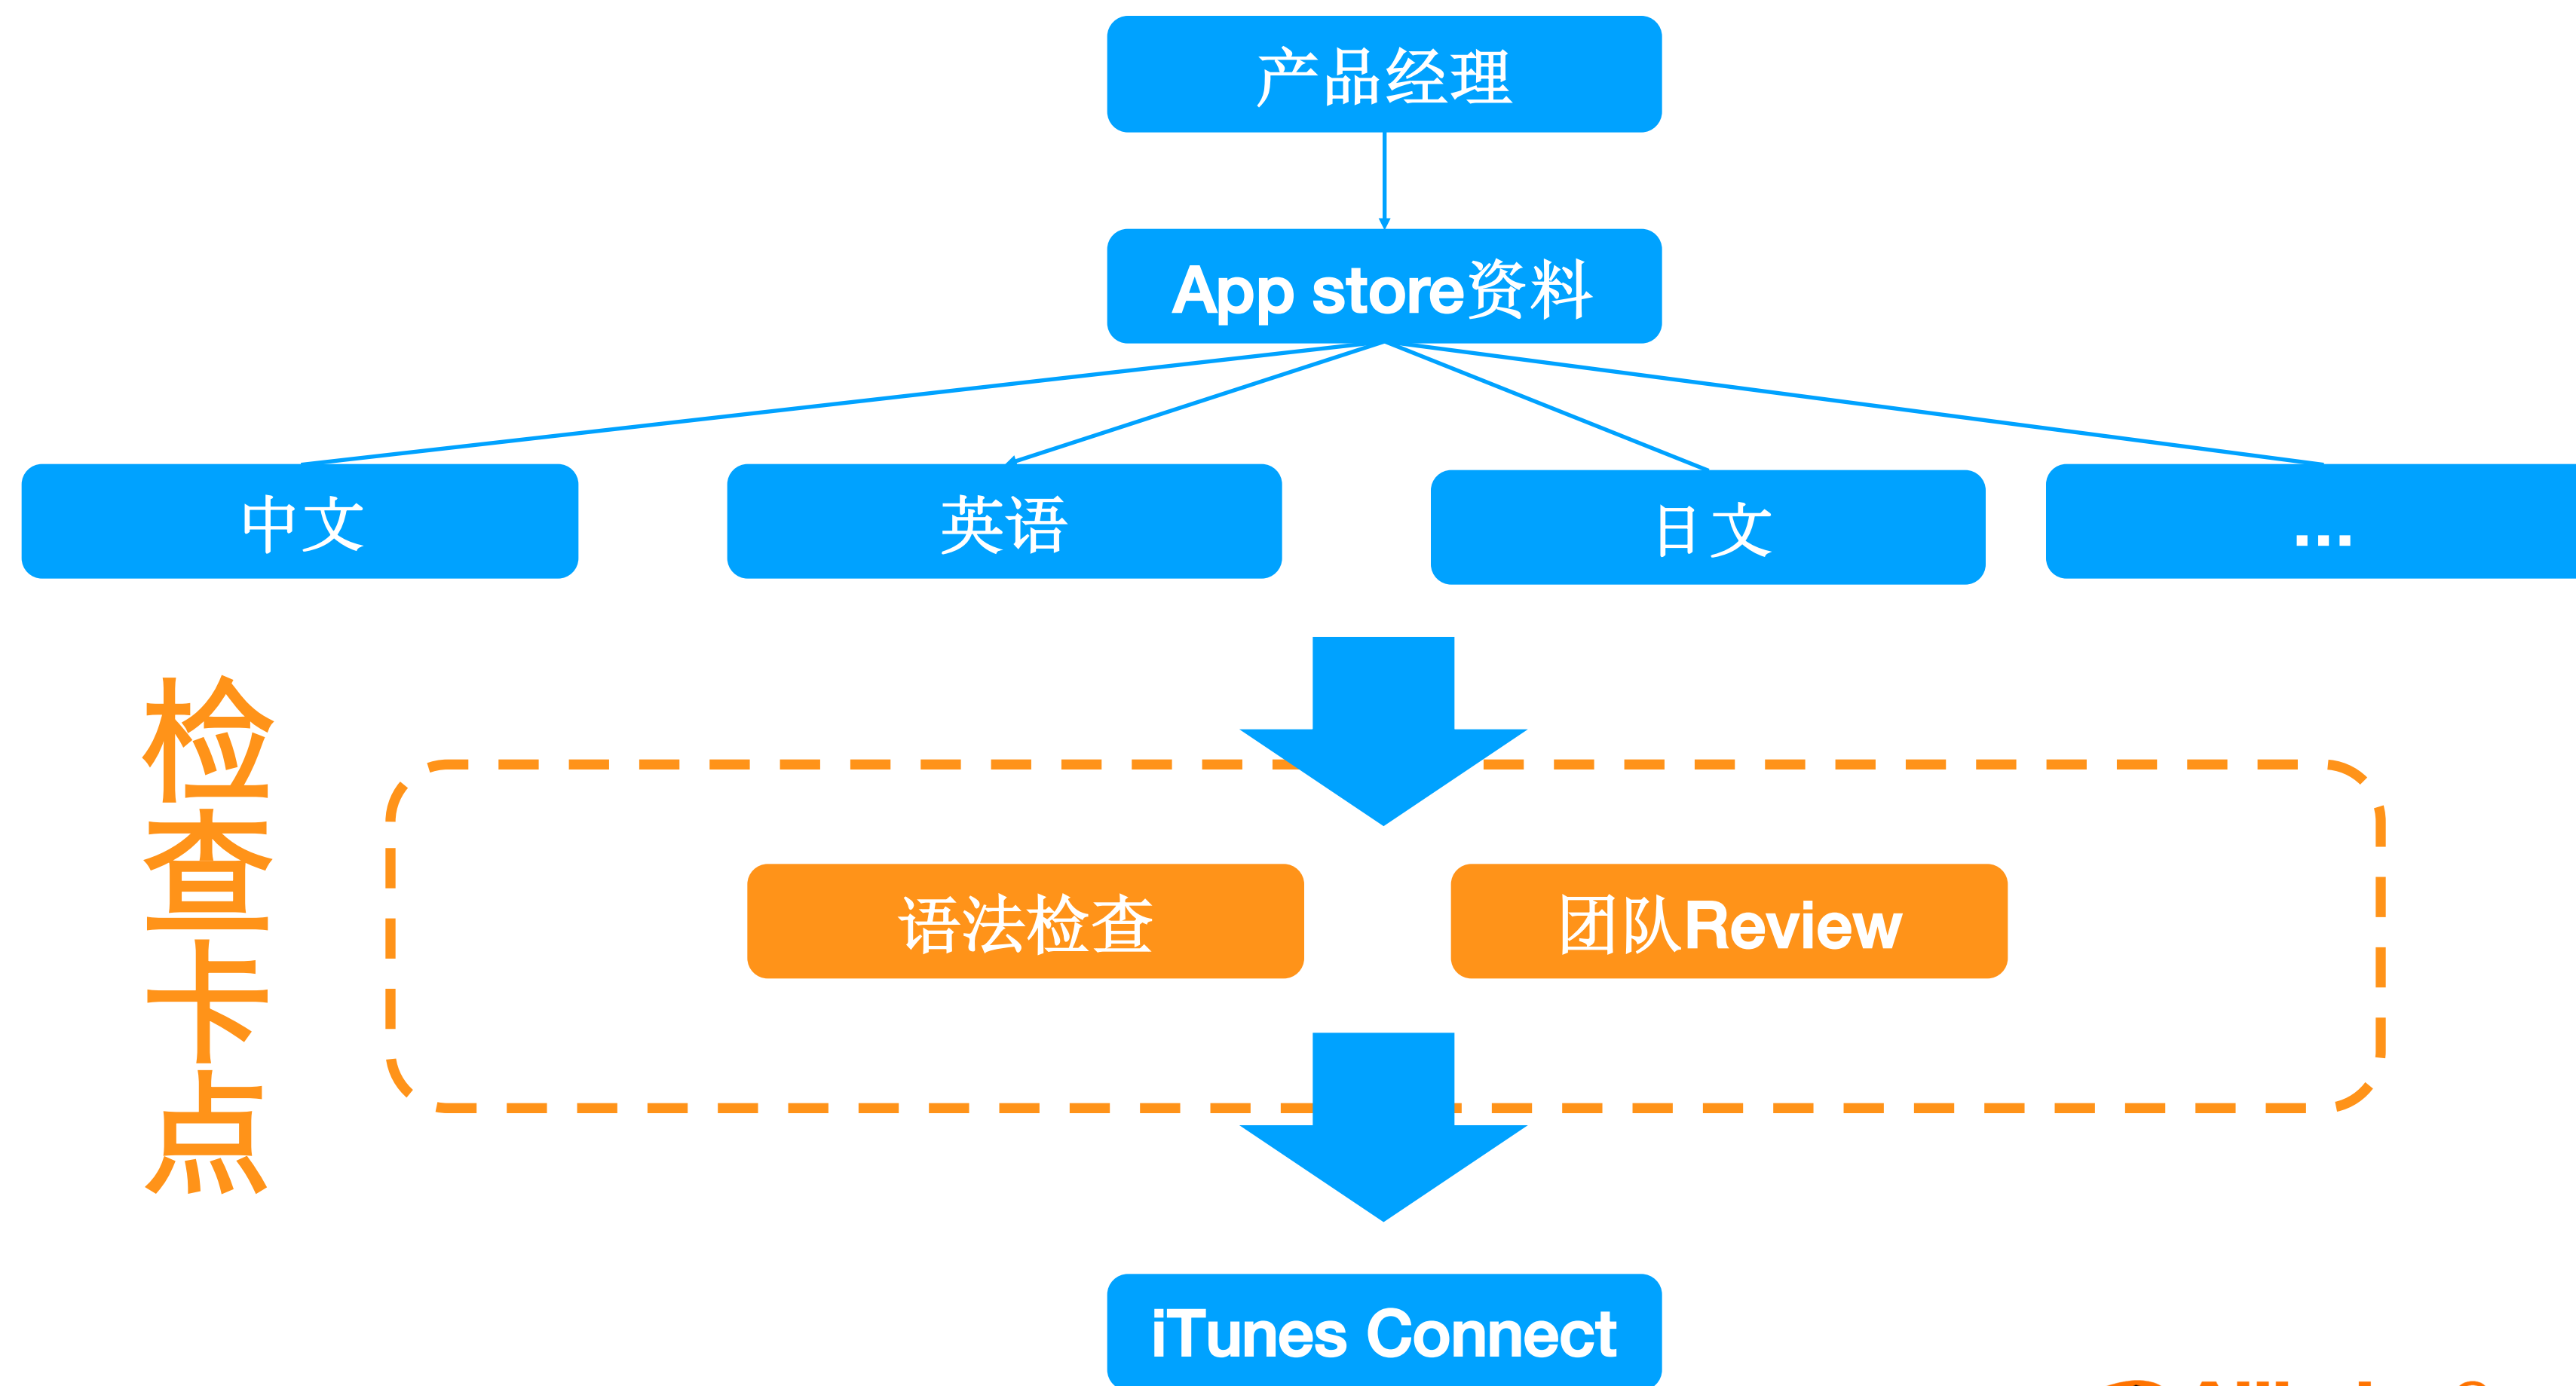 产品经理
App store资料
中文
英语
日文
...
检查卡点
语法检查
团队Review
iTunes Connect